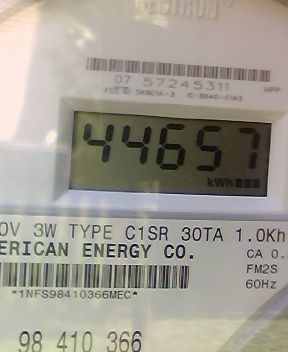 07 57245311
44657
kWh
0V 3W TYPE C1SR 30TA 1.0Kh
ERICAN ENERGY CO.
CA 0.
FM2S
*1NFS98410366MEC*
60Hz
98 410 366